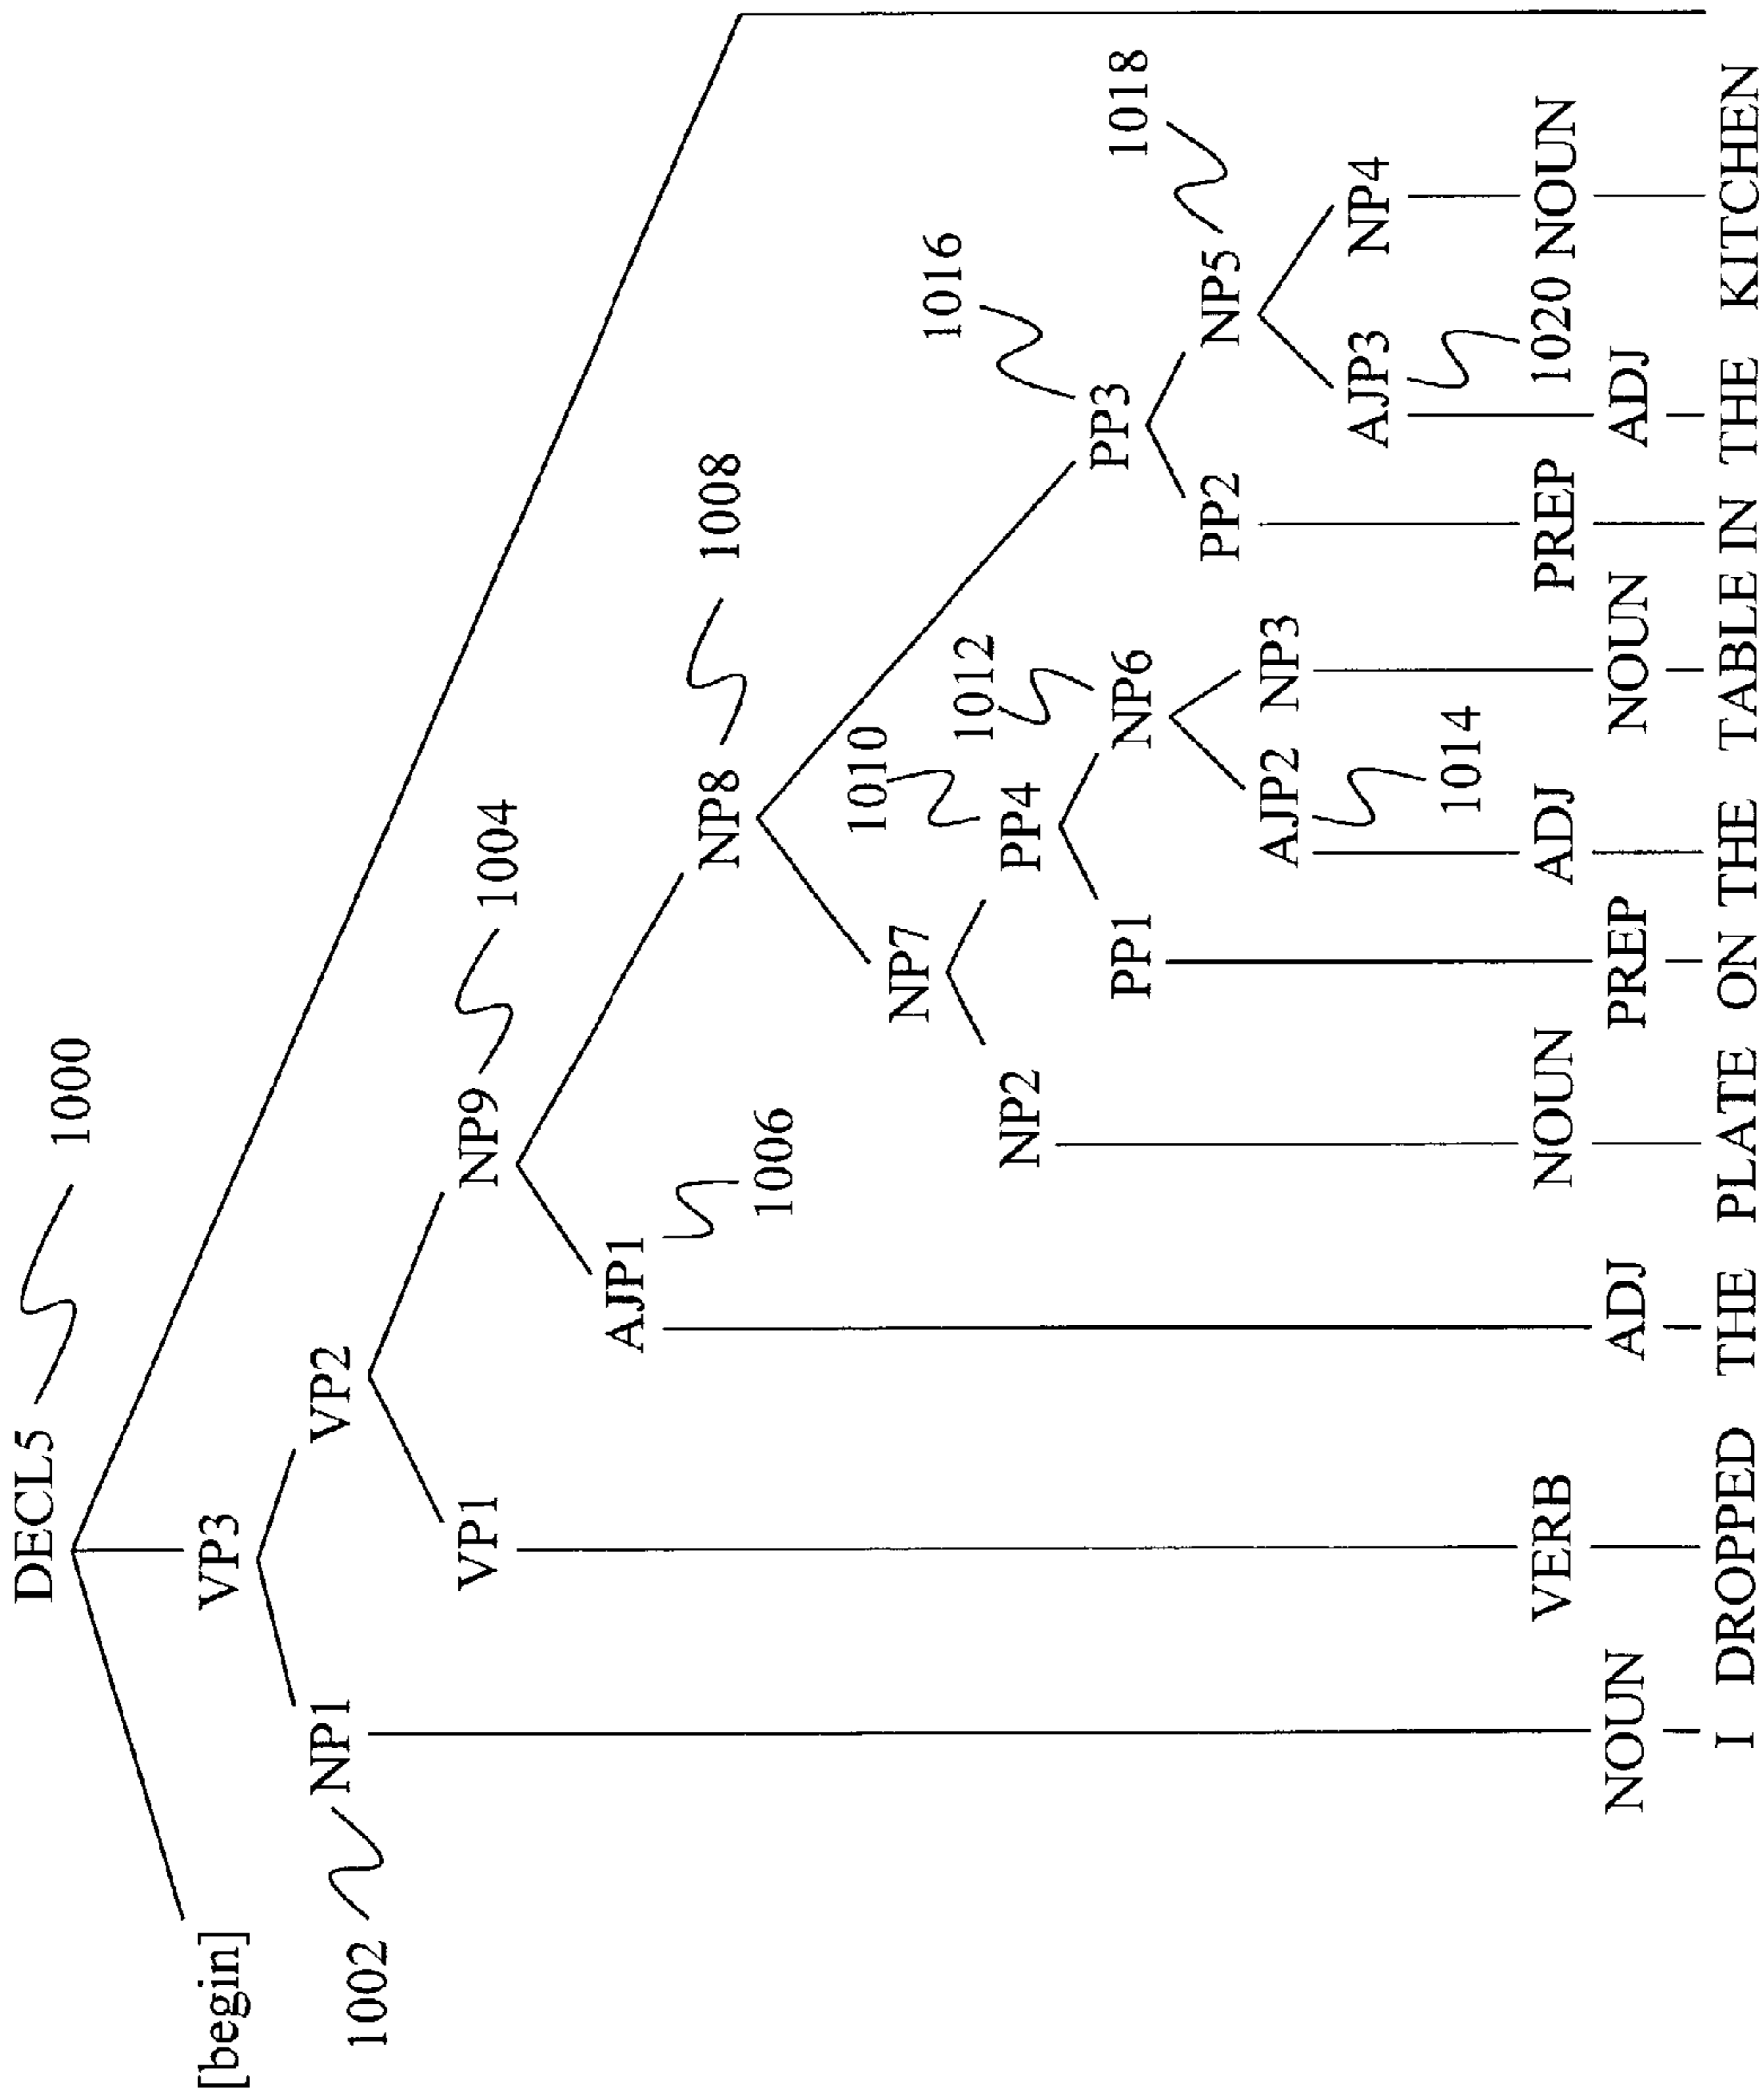 DECL5 1000
[begin] VP3
1002 NP1 VP2
VP1 NP9 1004
AJP1 NP8 1008
1006
NP7 1010 PP3 1016
NP2 PP4 1012
PP1 NP6 PP2 NP5 1018
AJP2 NP3 AJP3 NP4
1014
VERB NOUN ADJ PREP 1020 NOUN
NOUN ADJ PREP NOUN ADJ
I DROPPED THE PLATE ON THE TABLE IN THE KITCHEN